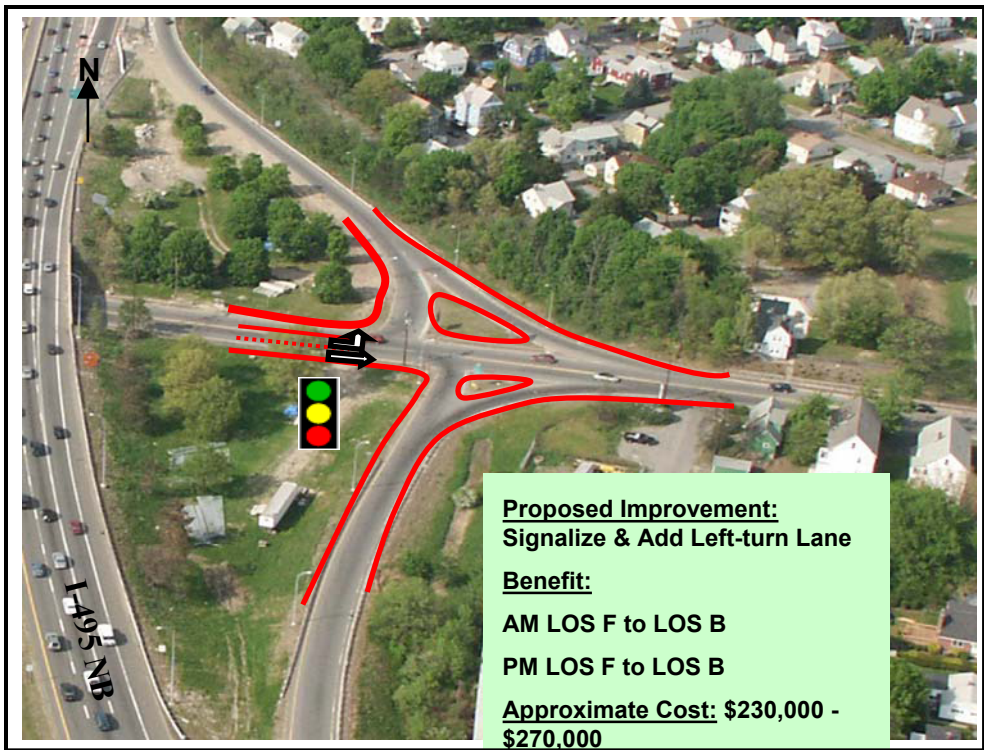 N
I-495 NB
Proposed Improvement:
Signalize & Add Left-turn Lane
Benefit:
AM LOS F to LOS B
PM LOS F to LOS B
Approximate Cost: $230,000 -
$270,000